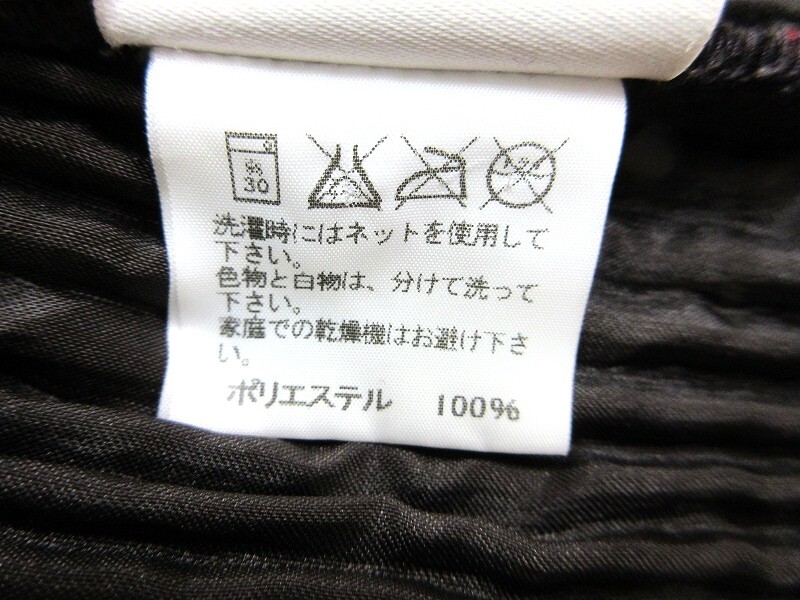 弱
30
洗濯時にはネットを使用して
下さい。
色物と白物は、分けて洗って
下さい。
家庭での乾燥機はお避け下さ
い。
ポリエステル 100%